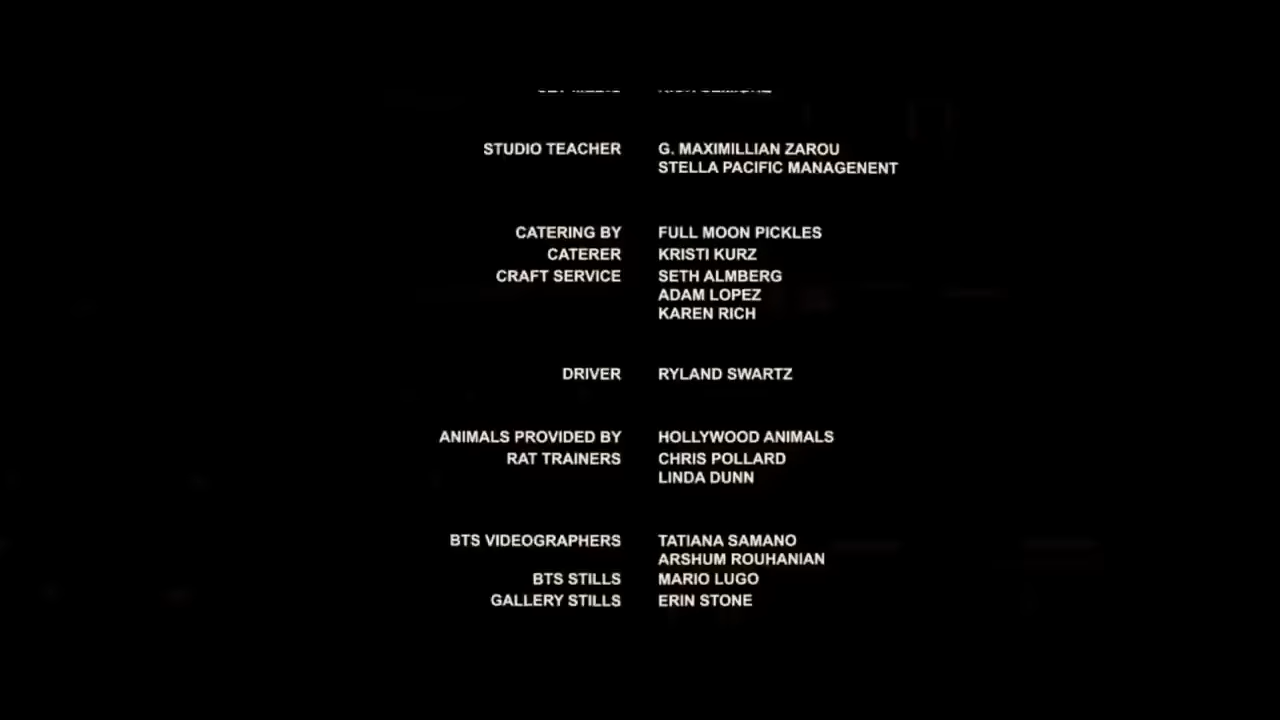 STUDIO TEACHER G. MAXIMILLIAN ZAROU
STELLA PACIFIC MANAGENENT
CATERING BY FULL MOON PICKLES
CATERER KRISTI KURZ
CRAFT SERVICE SETH ALMBERG
ADAM LOPEZ
KAREN RICH
DRIVER RYLAND SWARTZ
ANIMALS PROVIDED BY HOLLYWOOD ANIMALS
RAT TRAINERS CHRIS POLLARD
LINDA DUNN
BTS VIDEOGRAPHERS TATIANA SAMANO
ARSHUM ROUHANIAN
BTS STILLS MARIO LUGO
GALLERY STILLS ERIN STONE